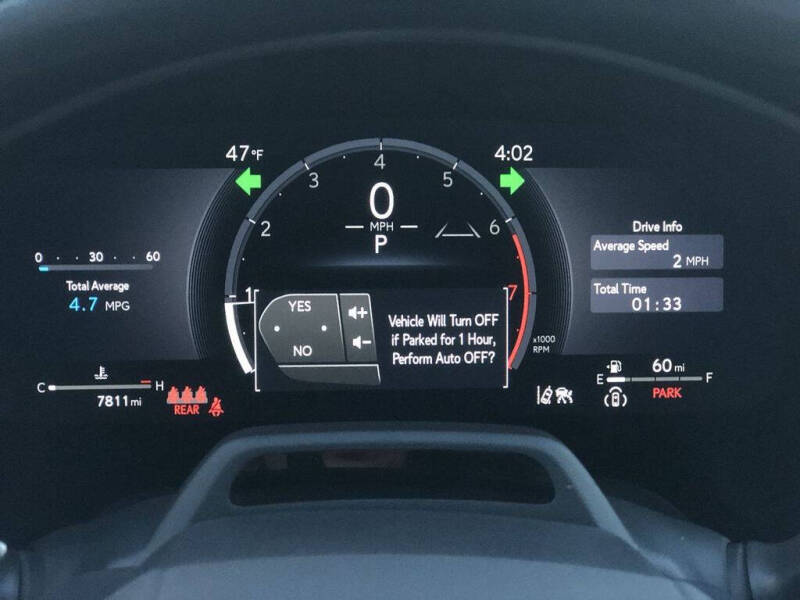 47°F
4:02
1
2
3
4
5
6
7
x1000
RPM
0
MPH
P
0 30 60
Total Average
4.7 MPG
Drive Info
Average Speed
2 MPH
Total Time
01:33
YES
NO
+
-
Vehicle Will Turn OFF
if Parked for 1 Hour,
Perform Auto OFF?
C H
7811 mi
REAR
60 mi
E F
PARK